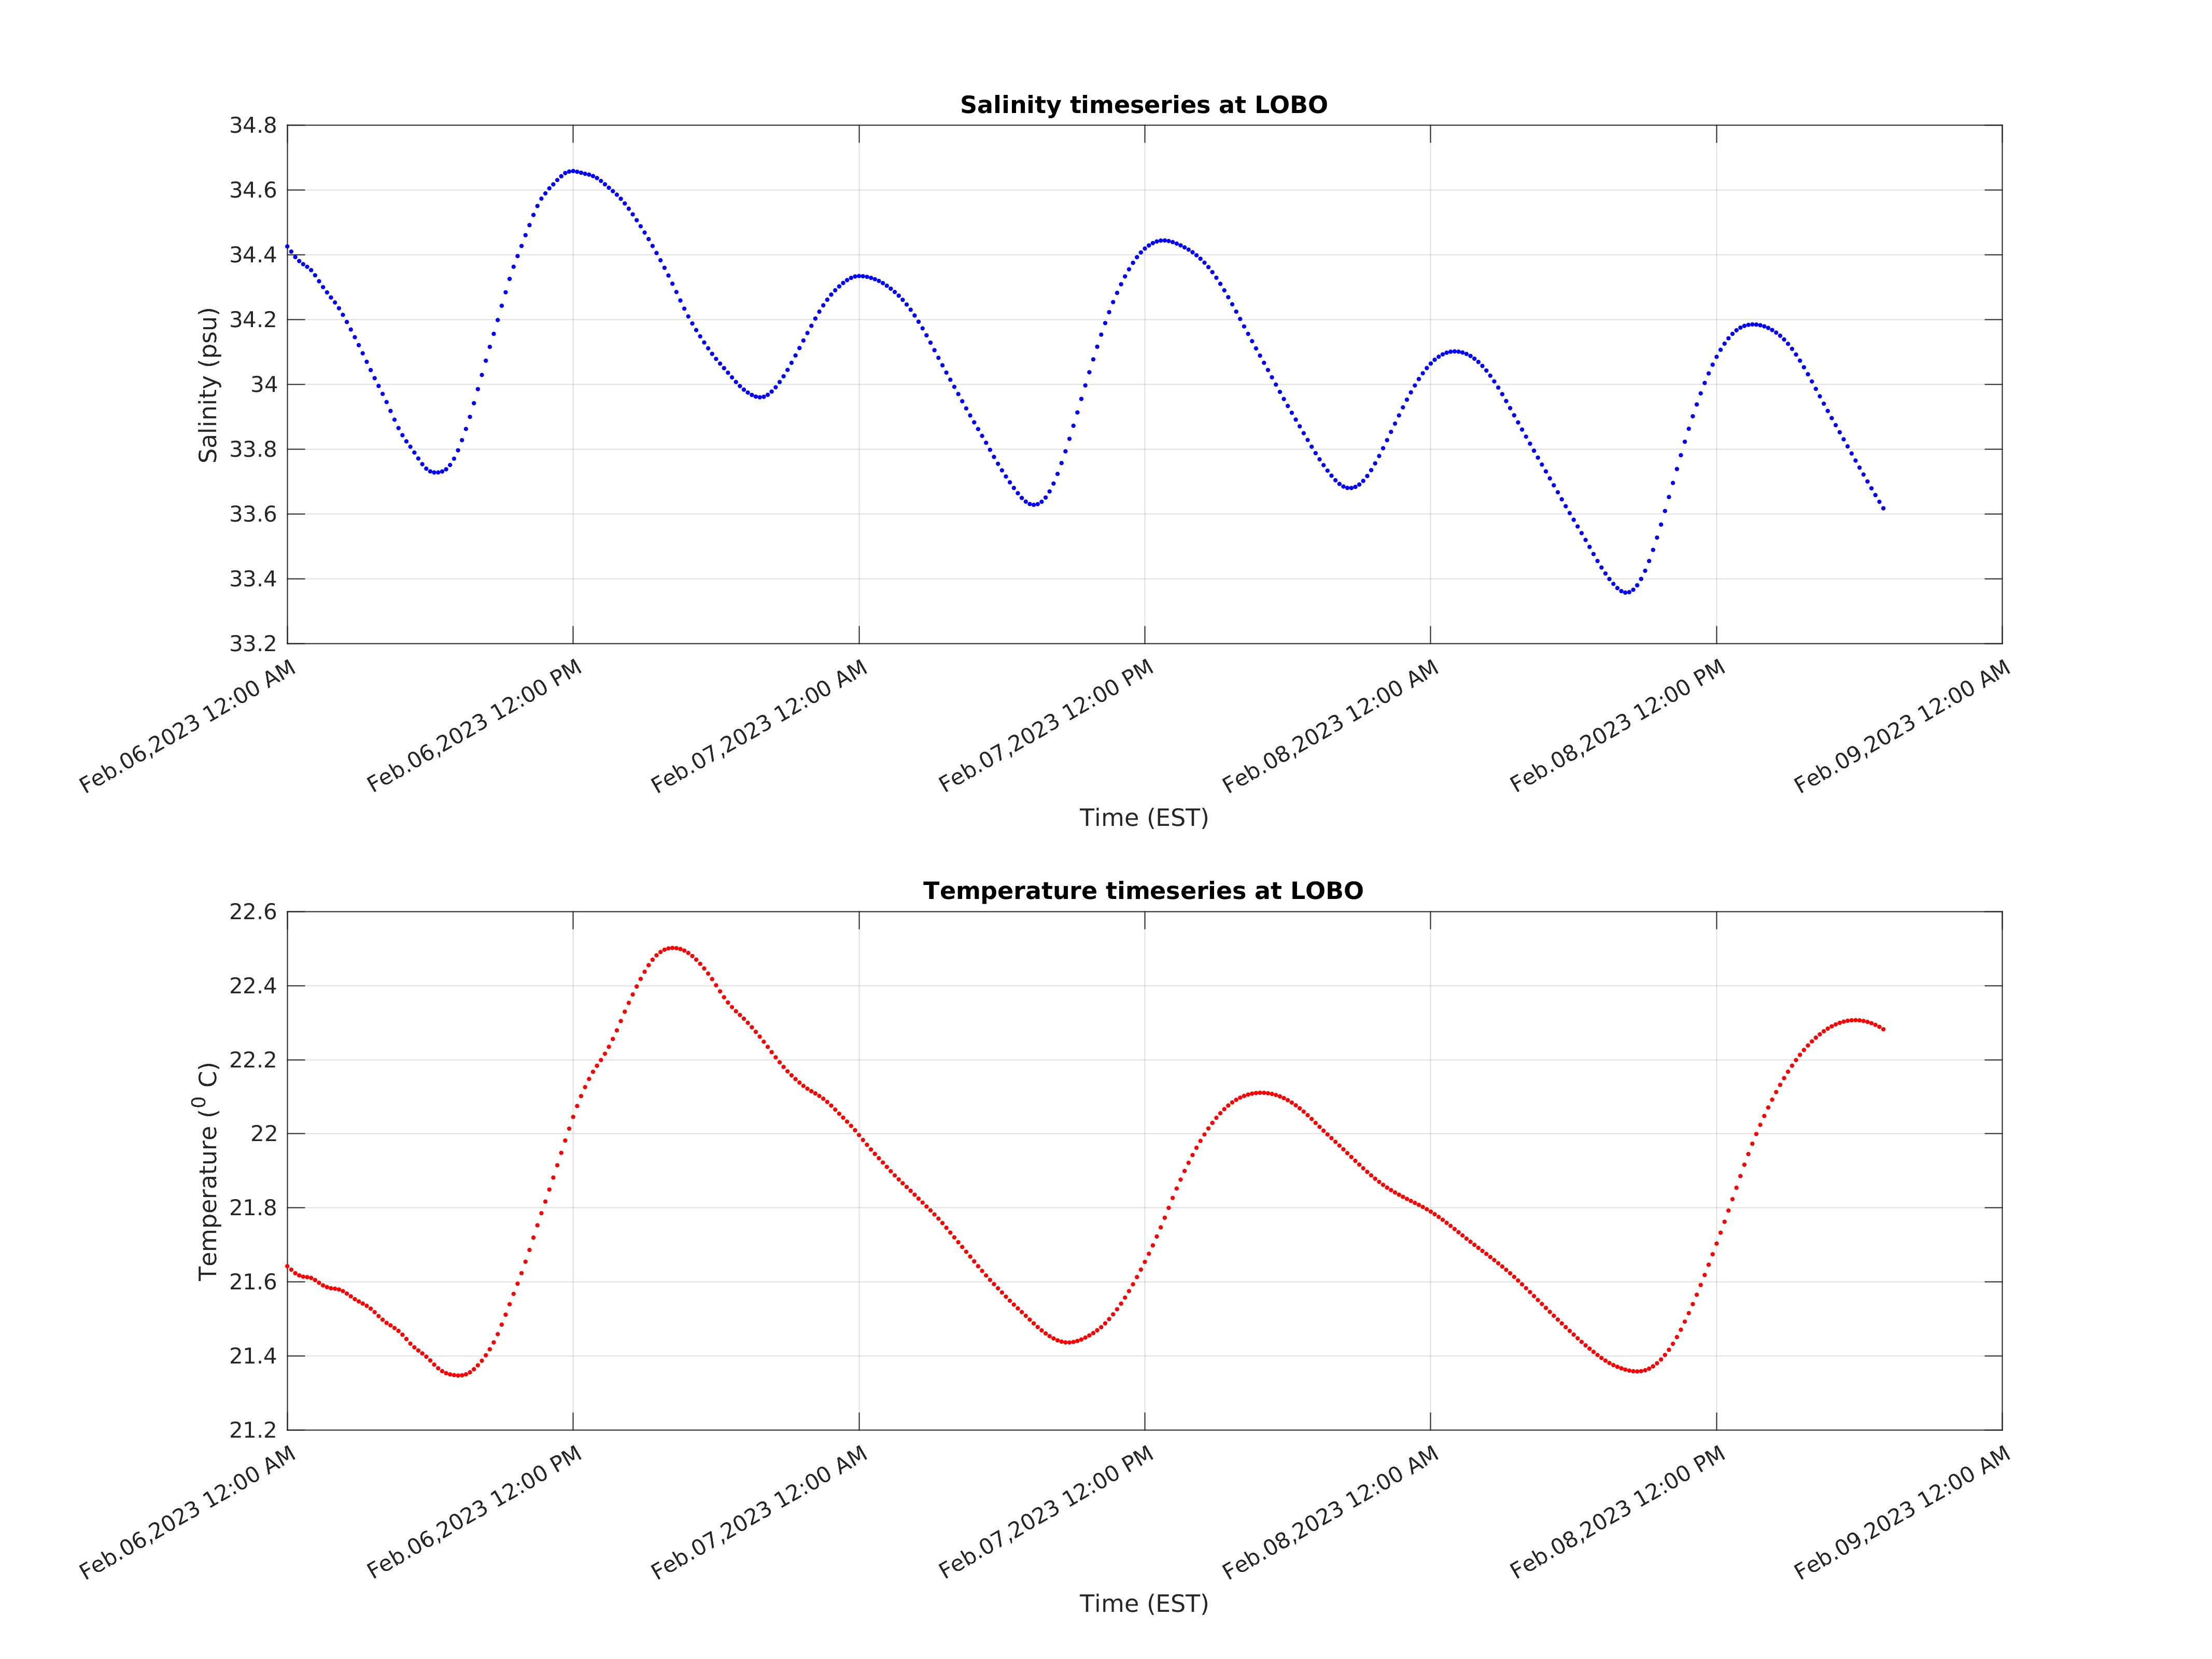 Salinity timeseries at LOBO
34.8
34.6
34.4
34.2
34
33.8
33.6
33.4
33.2
Salinity (psu)
Feb.06,2023 12:00 AM
Feb.06,2023 12:00 PM
Feb.07,2023 12:00 AM
Feb.07,2023 12:00 PM
Feb.08,2023 12:00 AM
Feb.08,2023 12:00 PM
Feb.09,2023 12:00 AM
Time (EST)
Temperature timeseries at LOBO
22.6
22.4
22.2
22
21.8
21.6
21.4
21.2
Temperature (⁰ C)
Feb.06,2023 12:00 AM
Feb.06,2023 12:00 PM
Feb.07,2023 12:00 AM
Feb.07,2023 12:00 PM
Feb.08,2023 12:00 AM
Feb.08,2023 12:00 PM
Feb.09,2023 12:00 AM
Time (EST)